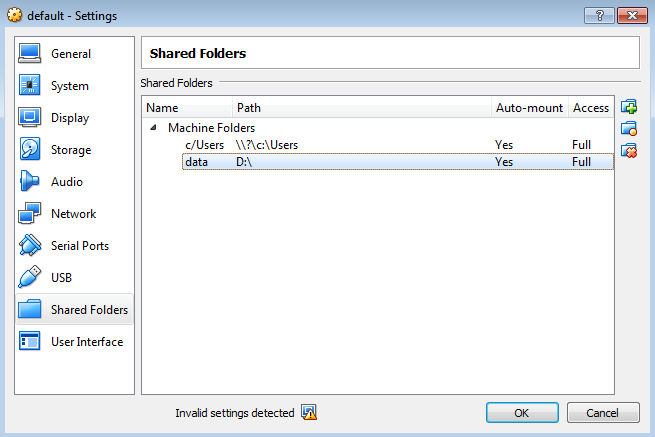 default - Settings
General
System
Display
Storage
Audio
Network
Serial Ports
USB
Shared Folders
User Interface
Shared Folders
Shared Folders
Name Path Auto-mount Access
Machine Folders
c/Users \\?\c:\Users Yes Full
data D:\ Yes Full
Invalid settings detected
OK Cancel